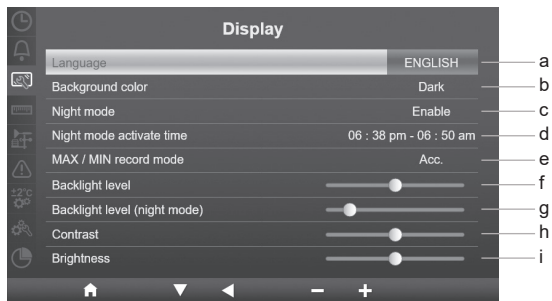 Display
Language ENGLISH a
Background color Dark b
Night mode Enable c
Night mode activate time 06 : 38 pm - 06 : 50 am d
MAX / MIN record mode Acc. e
Backlight level f
Backlight level (night mode) g
Contrast h
Brightness i
±2°C